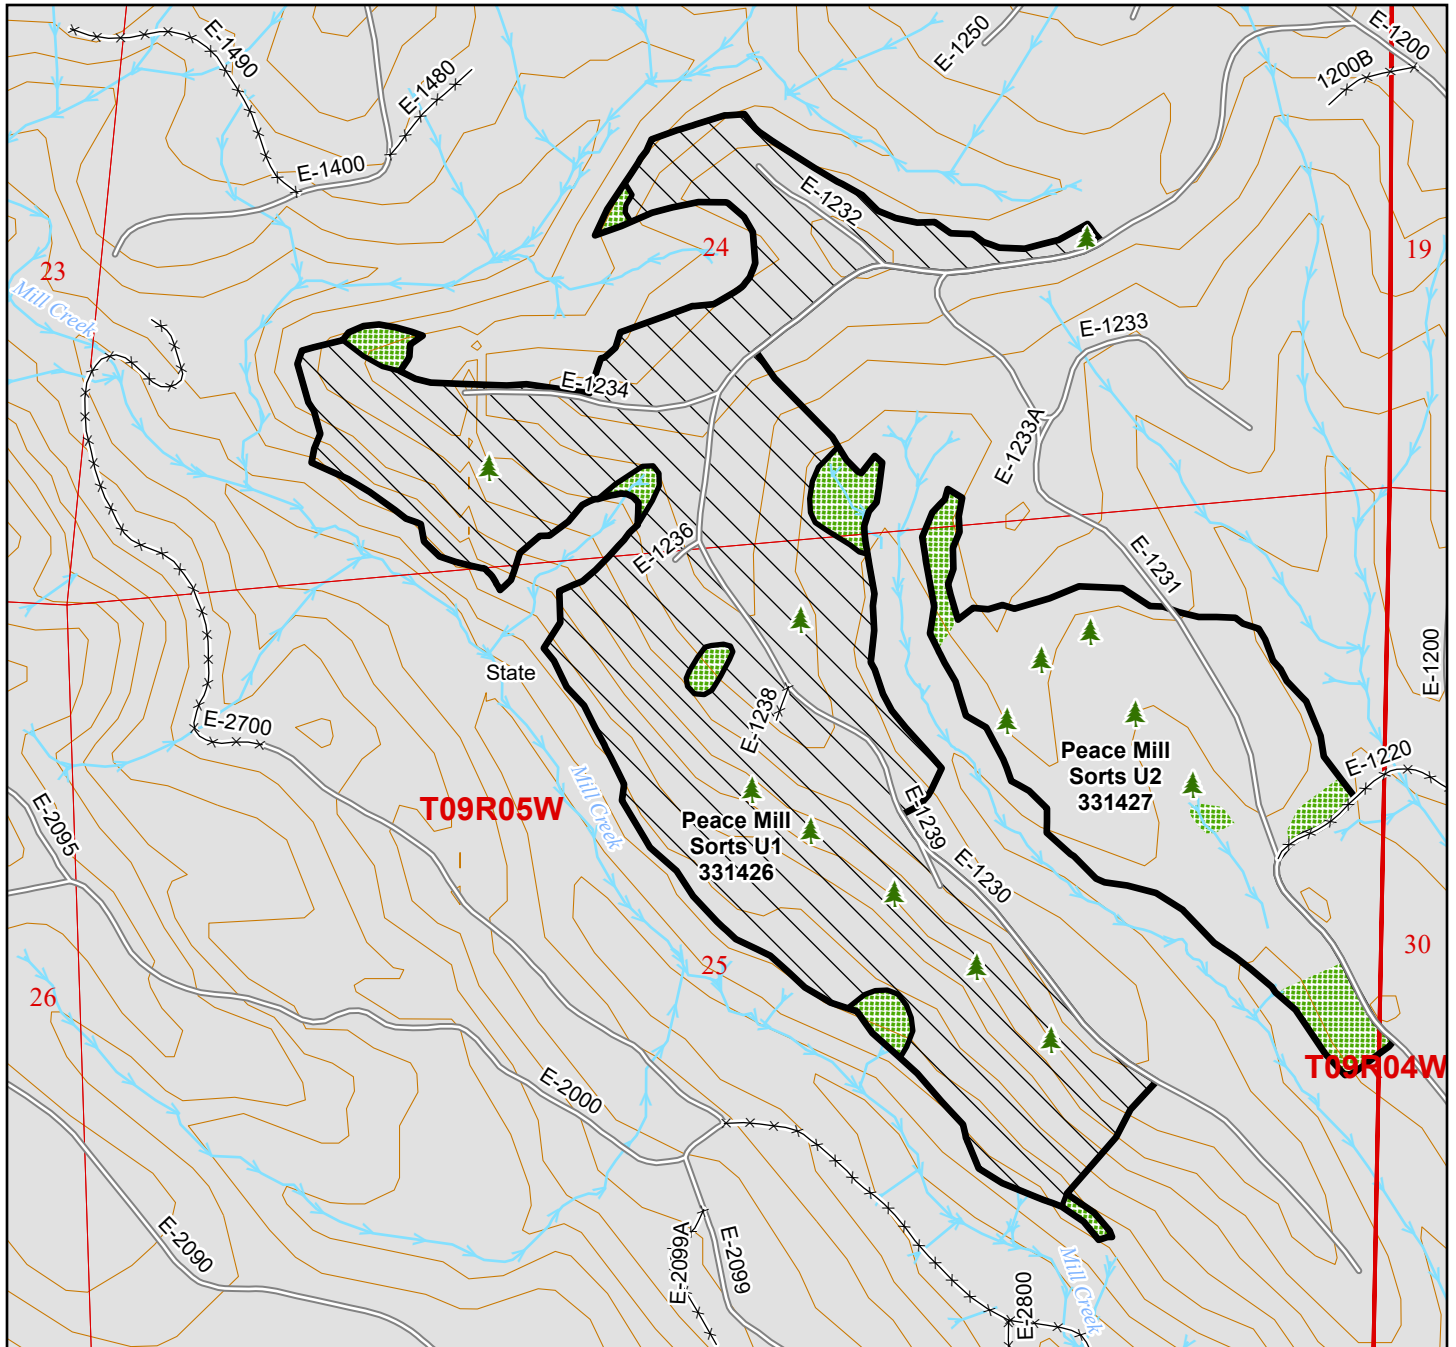 E-1490
E-1480
E-1400
E-1250
E-1200
1200B
E-1232
24
19
23
Mill Creek
E-1233
E-1234
E-1233A
E-1236
E-1231
State
E-1200
E-2700
E-1238
E-1220
Peace Mill
Sorts U2
331427
T09R05W
Mill Creek
Peace Mill
Sorts U1
331426
E-1239
E-2095
E-1230
25
30
26
T09R04W
E-2000
E-2090
E-2099A
E-2099
Mill Creek
E-2800